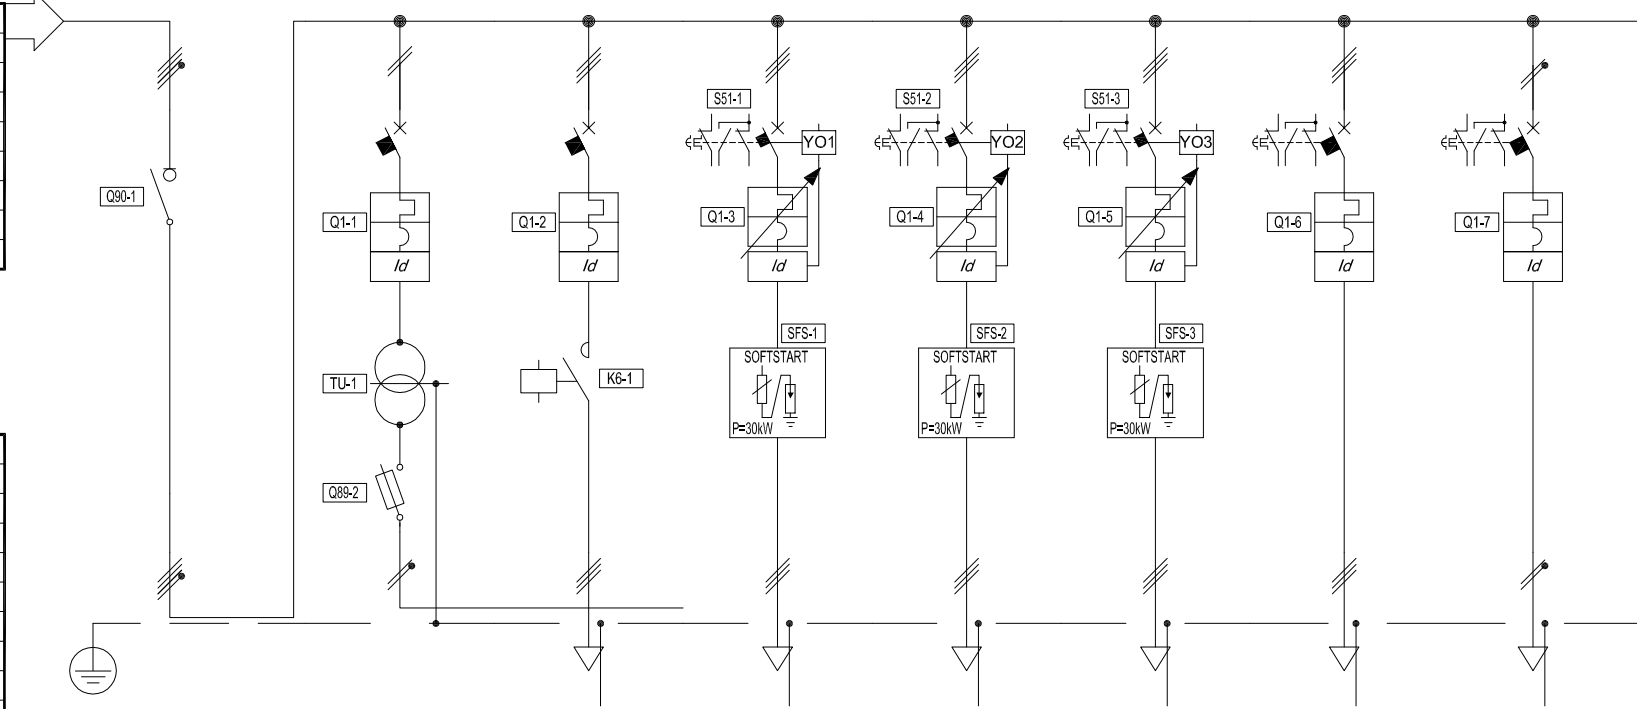 S51-1
S51-2
S51-3
YO1
YO2
YO3
Q90-1
Q1-1
Q1-2
Q1-3
Q1-4
Q1-5
Q1-6
Q1-7
Id
Id
Id
Id
Id
Id
Id
SFS-1
SFS-2
SFS-3
SOFTSTART
SOFTSTART
SOFTSTART
TU-1
K6-1
P=30kW
P=30kW
P=30kW
Q89-2